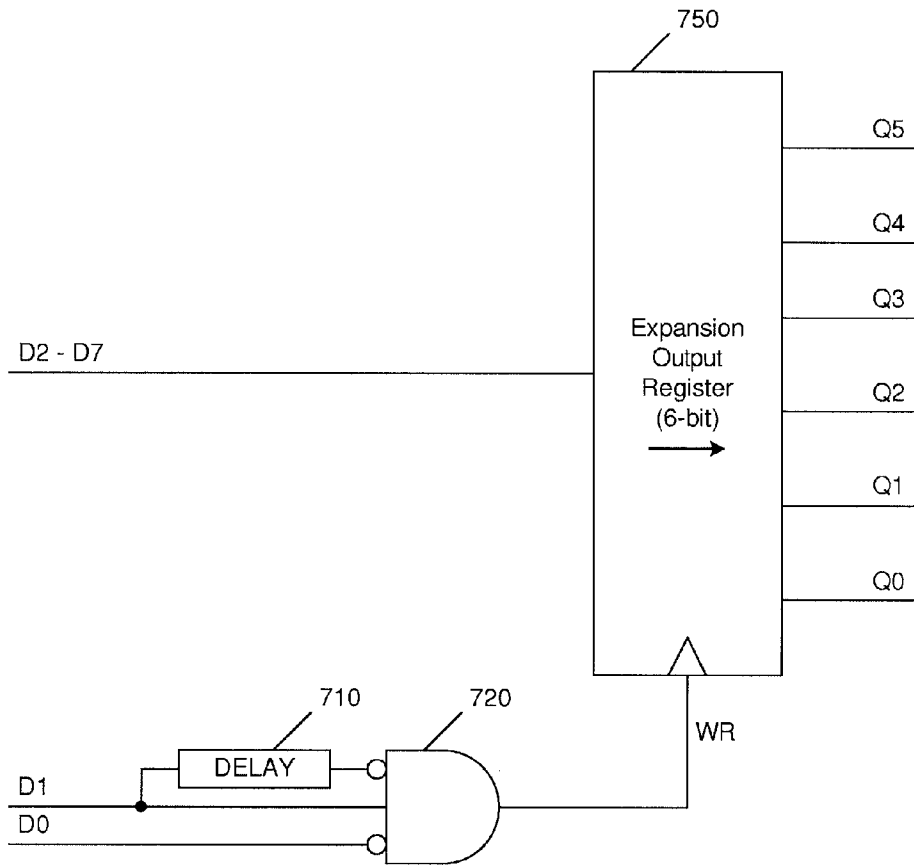 750
Q5
Q4
Q3
D2 - D7
Expansion
Output
Register
(6-bit)
Q2
Q1
Q0
710
720
WR
DELAY
D1
D0